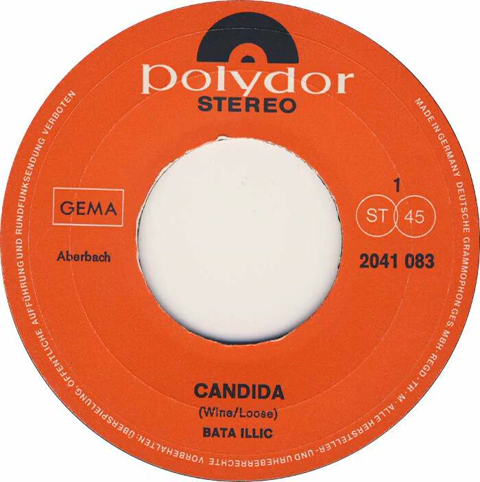 polydor
STEREO
GEMA
Aberbach
1
ST 45
2041 083
CANDIDA
(Wine/Loose)
BATA ILLIC
MADE IN GERMANY DEUTSCHE GRAMMOPHON GES. MBH · REGD · TR · M · ALLE HERSTELLER- UND URHEBERRECHTE VORBEHALTEN: ÜBERSPIELUNG, ÖFFENTLICHE AUFFÜHRUNG UND RUNDFUNKSENDUNG VERBOTEN